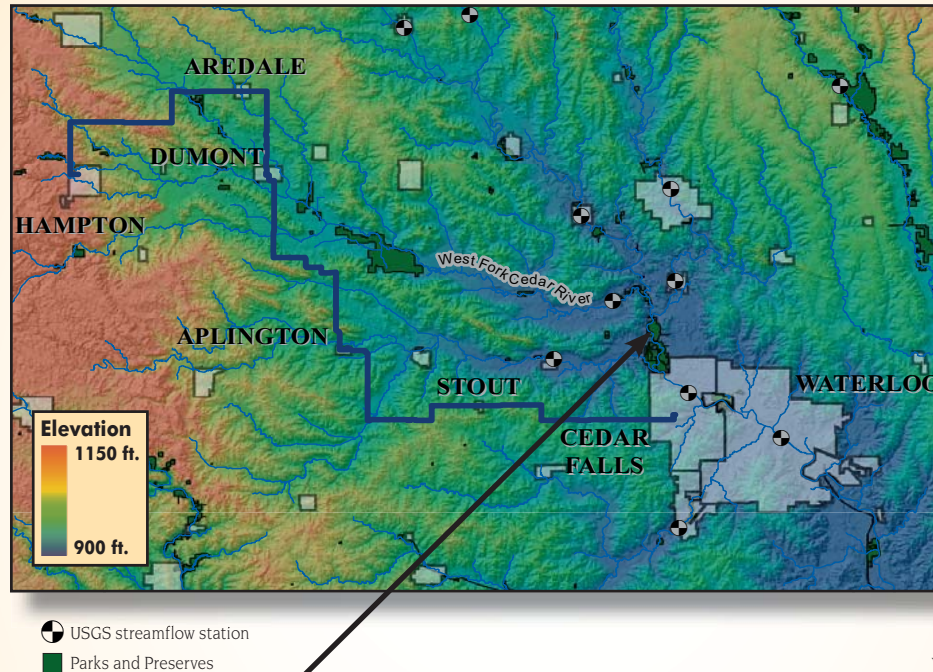 AREDALE
DUMONT
HAMPTON
West Fork Cedar River
APLINGTON
STOUT
WATERLOO
CEDAR
FALLS
Elevation
1150 ft.
900 ft.
USGS streamflow station
Parks and Preserves